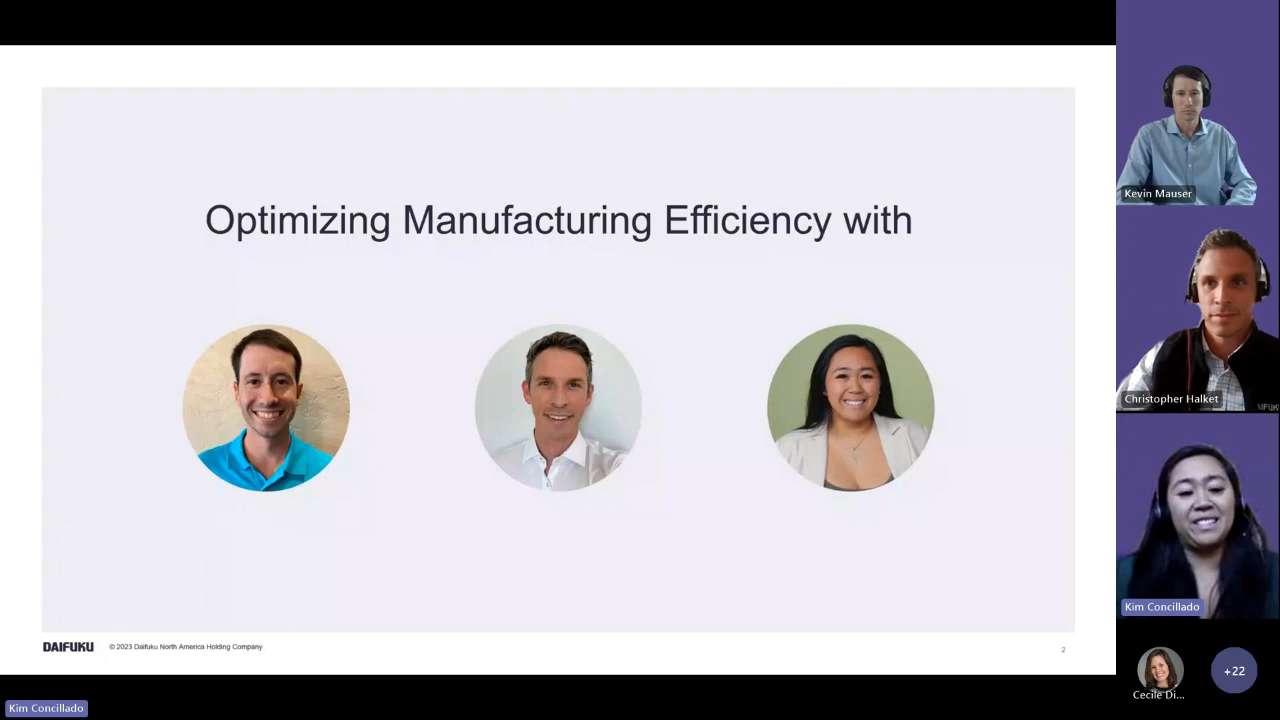 Optimizing Manufacturing Efficiency with
DAIFUKU
© 2023 Daifuku North America Holding Company
2
Kevin Mauser
Christopher Halket
Kim Concillado
Cecile Di...
+22
Kim Concillado